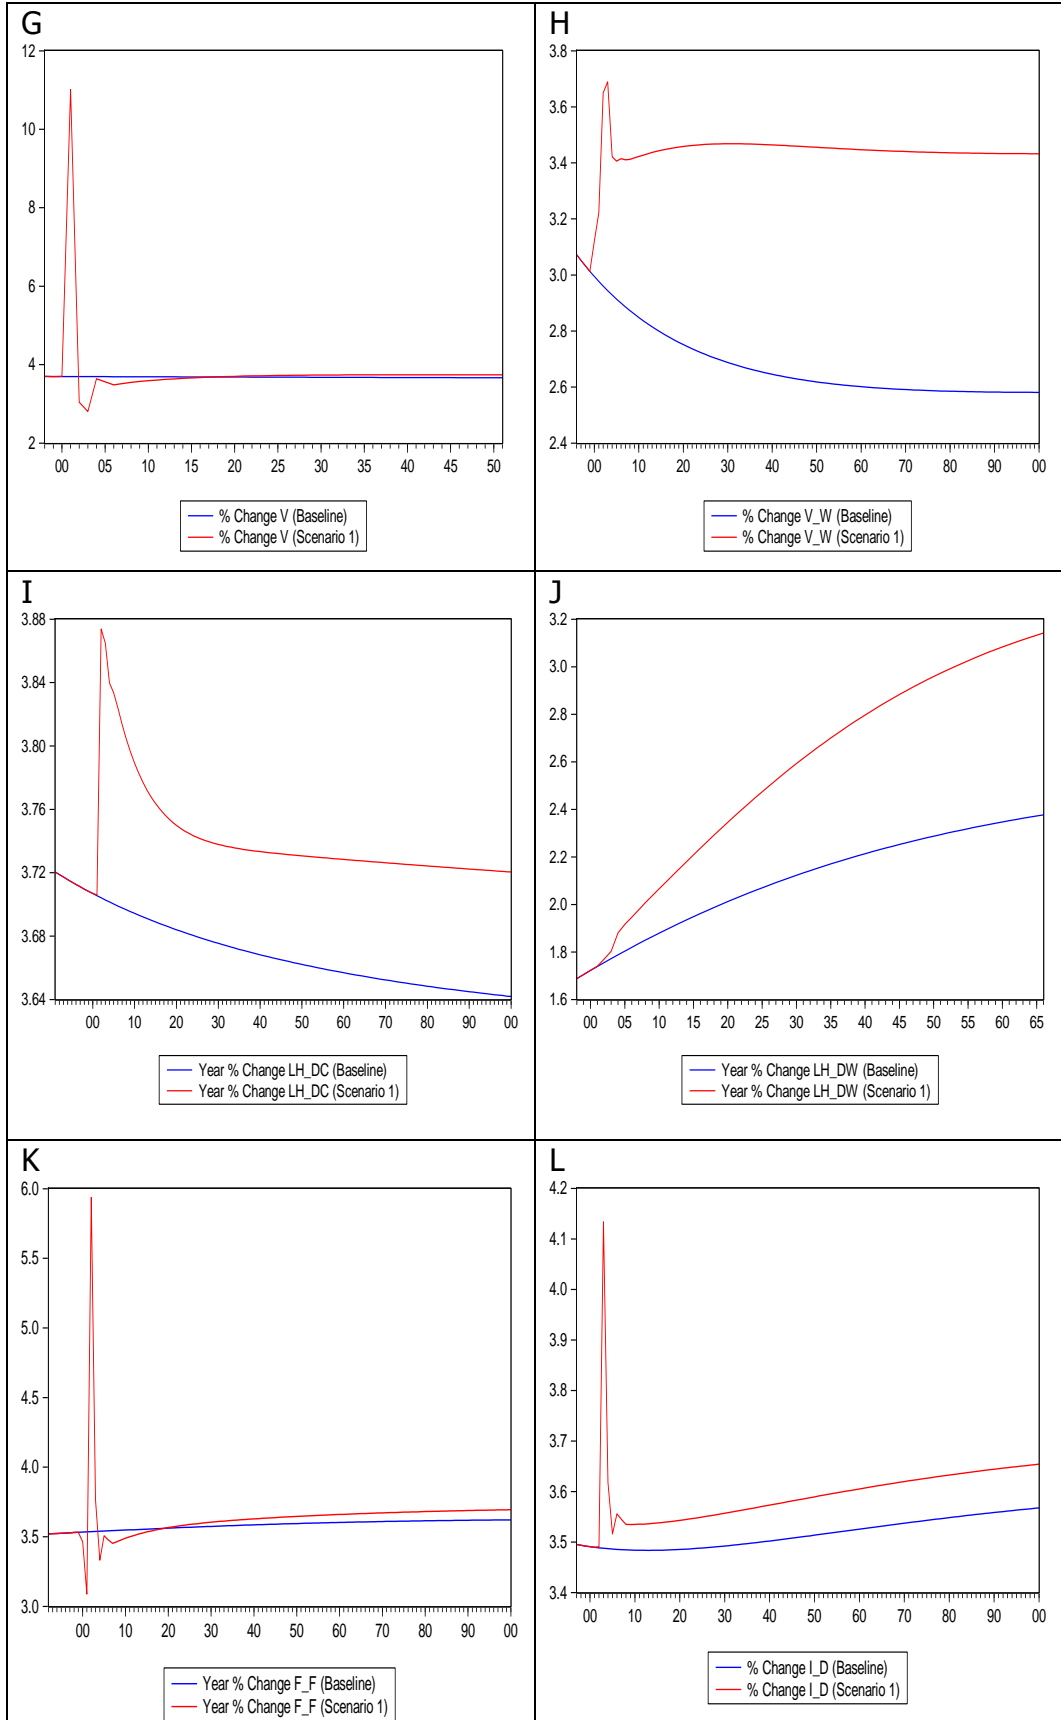 G
12
10
8
6
4
2
00 05 10 15 20 25 30 35 40 45 50
% Change V (Baseline)
% Change V (Scenario 1)
H
3.8
3.6
3.4
3.2
3.0
2.8
2.6
2.4
00 10 20 30 40 50 60 70 80 90 00
% Change V_W (Baseline)
% Change V_W (Scenario 1)
I
3.88
3.84
3.80
3.76
3.72
3.68
3.64
00 10 20 30 40 50 60 70 80 90 00
Year % Change LH_DC (Baseline)
Year % Change LH_DC (Scenario 1)
J
3.2
3.0
2.8
2.6
2.4
2.2
2.0
1.8
1.6
00 05 10 15 20 25 30 35 40 45 50 55 60 65
Year % Change LH_DW (Baseline)
Year % Change LH_DW (Scenario 1)
K
6.0
5.5
5.0
4.5
4.0
3.5
3.0
00 10 20 30 40 50 60 70 80 90 00
Year % Change F_F (Baseline)
Year % Change F_F (Scenario 1)
L
4.2
4.1
4.0
3.9
3.8
3.7
3.6
3.5
3.4
00 10 20 30 40 50 60 70 80 90 00
% Change I_D (Baseline)
% Change I_D (Scenario 1)